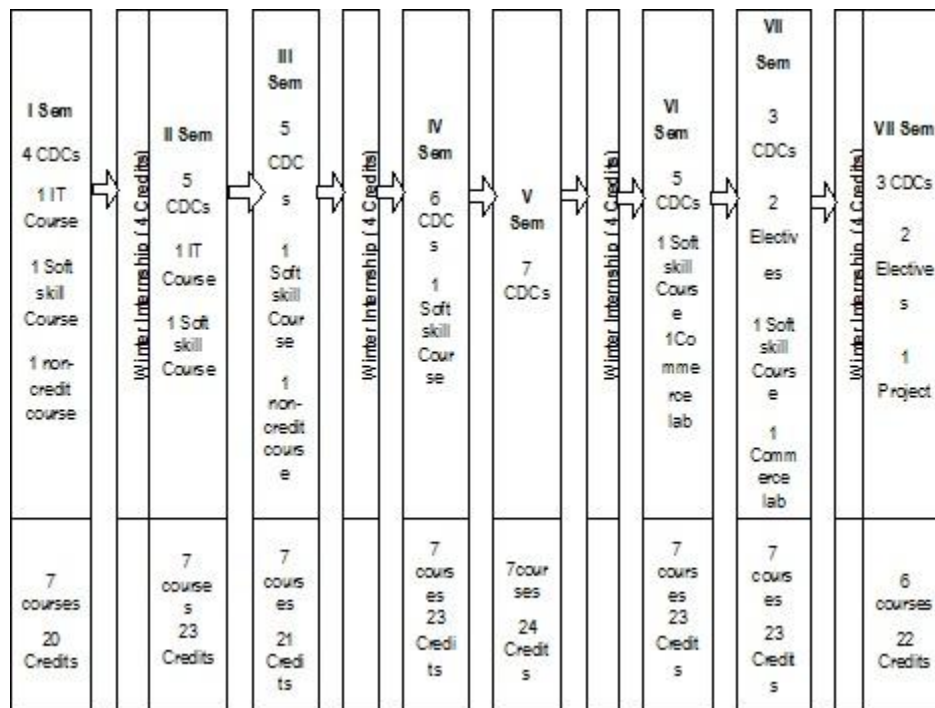 I Sem
4 CDCs
1 IT
Course
1 Soft
skill
Course
1 non-
credit
course
7
courses
20
Credits
Winter Internship ( 4 Credits)
II Sem
5
CDCs
1 IT
Course
1 Soft
skill
Course
7
course
s
23
Credits
III
Sem
5
CDC
s
1
Soft
skill
Cour
se
1
non-
credit
cours
e
7
cours
es
21
Credi
ts
Winter Internship ( 4 Credits)
IV
Sem
6
CDC
s
1
Soft
skill
Cour
se
7
cours
es
23
Credi
ts
V
Sem
7
CDCs
7cour
ses
24
Credit
s
Winter Internship ( 4 Credits)
VI
Sem
5
CDCs
1 Soft
skill
Cours
e
1Co
mme
rce
lab
7
cours
es
23
Credit
s
VII
Sem
3
CDCs
2
Electiv
es
1 Soft
skill
Cours
e
1
Comm
erce
lab
7
cours
es
23
Credit
s
Winter Internship ( 4 Credits)
VII Sem
3 CDCs
2
Elective
s
1
Project
6
courses
22
Credits